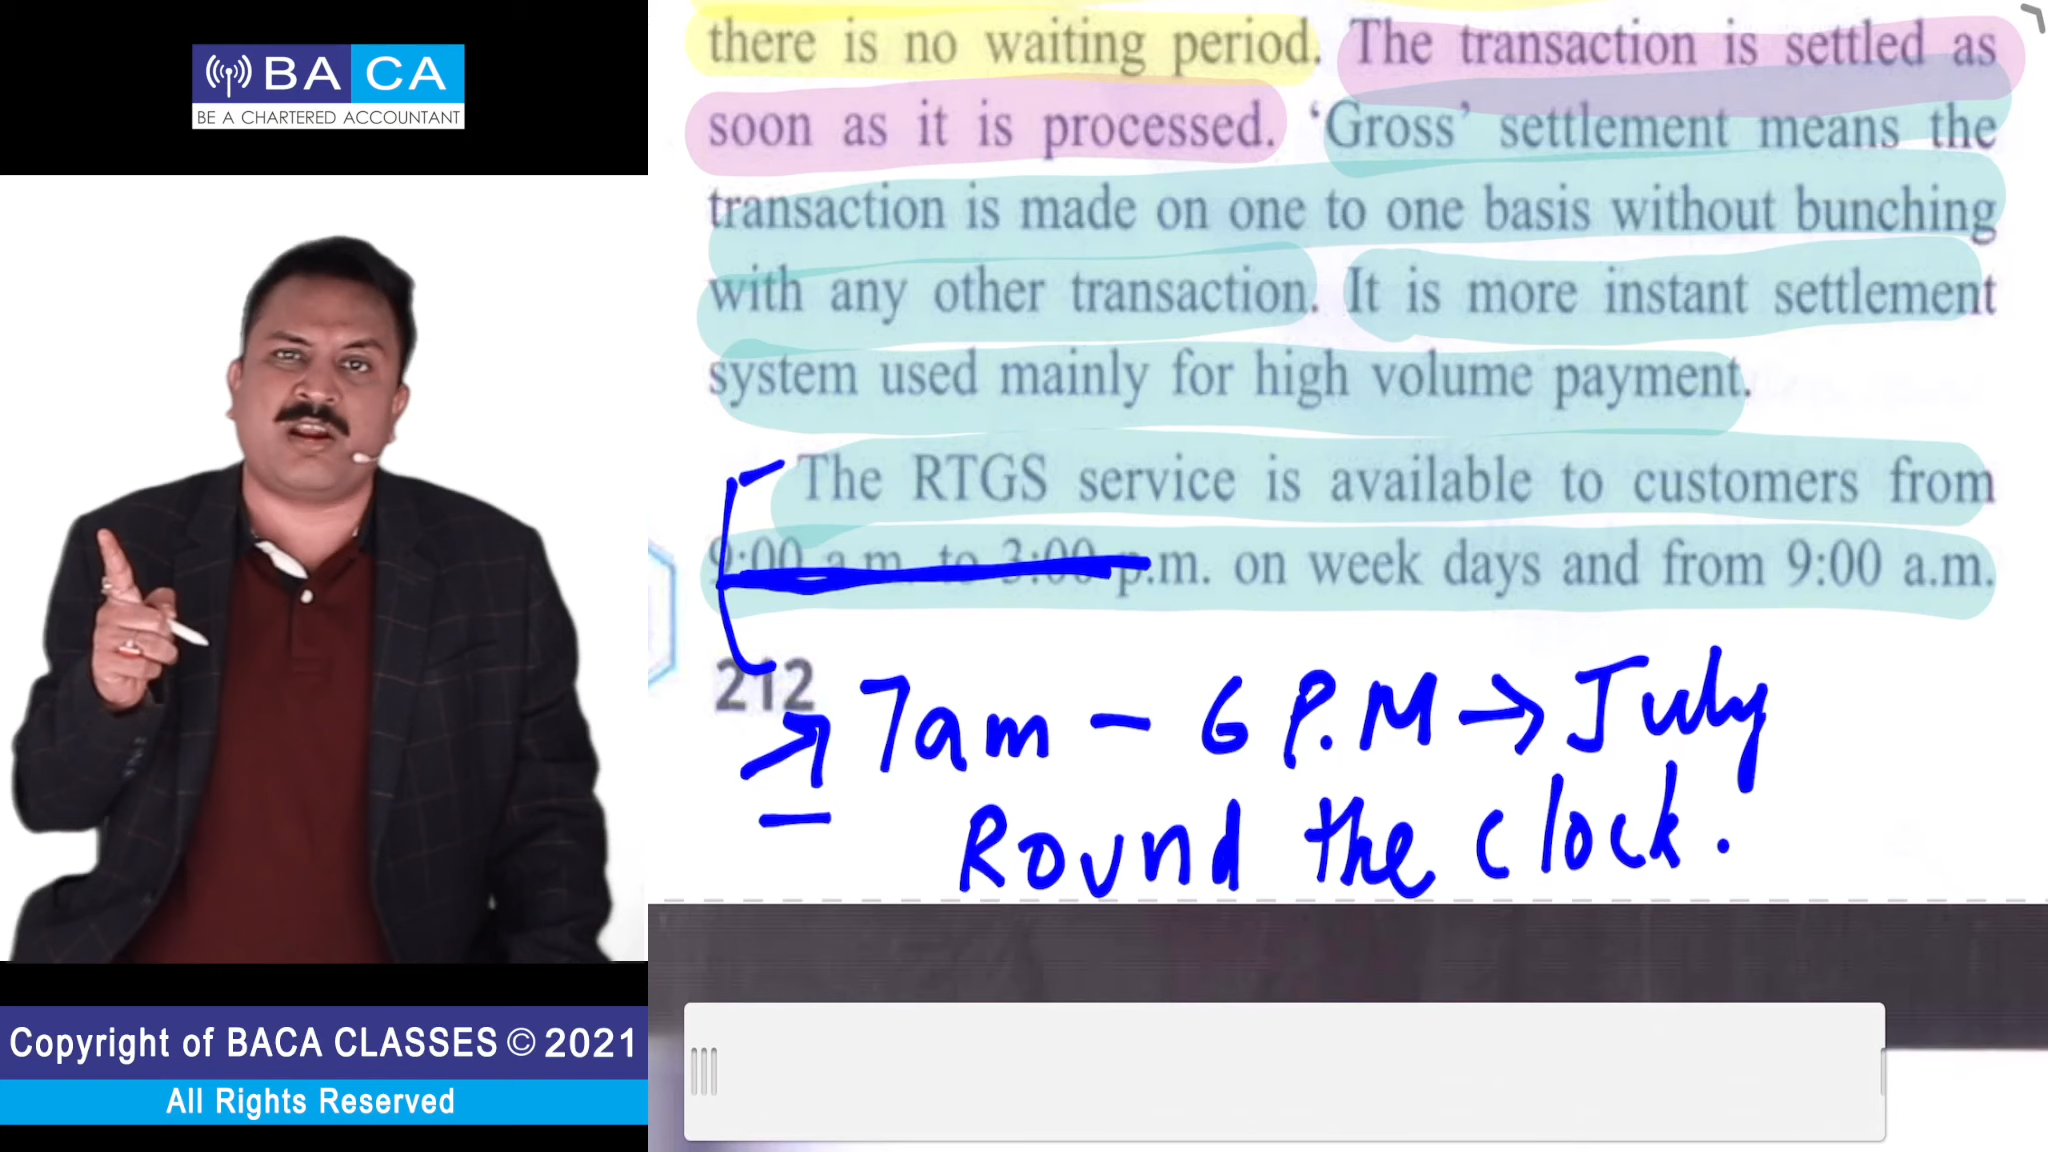 BACA
BE A CHARTERED ACCOUNTANT
there is no waiting period. The transaction is settled as
soon as it is processed. ‘Gross’ settlement means the
transaction is made on one to one basis without bunching
with any other transaction. It is more instant settlement
system used mainly for high volume payment.
The RTGS service is available to customers from
9:00 a.m. to 3:00 p.m. on week days and from 9:00 a.m.
212
7am - 6 P.M → July
Round the clock.
Copyright of BACA CLASSES © 2021
All Rights Reserved